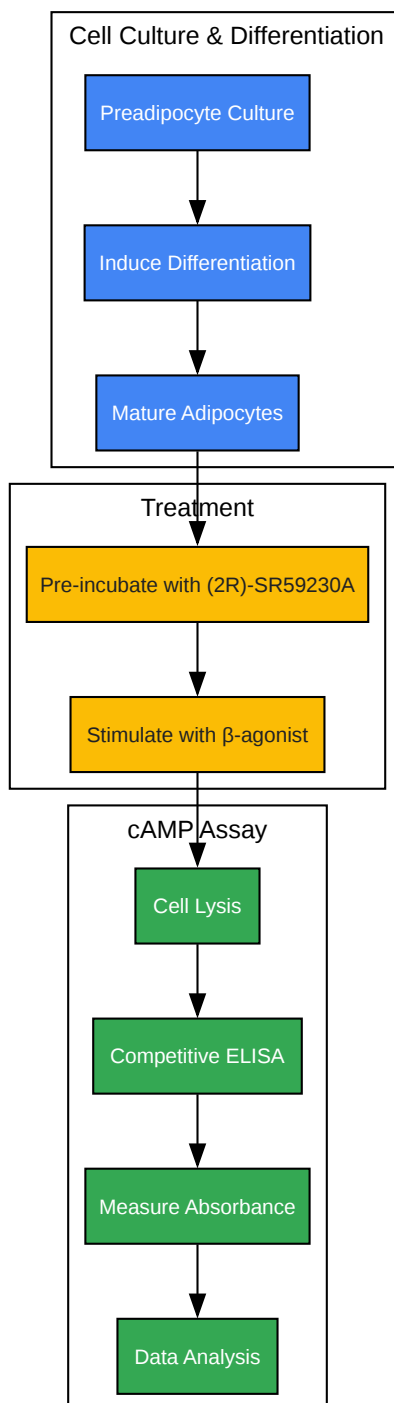 Cell Culture & Differentiation
Preadipocyte Culture
Induce Differentiation
Mature Adipocytes
Treatment
Pre-incubate with (2R)-SR59230A
Stimulate with β-agonist
cAMP Assay
Cell Lysis
Competitive ELISA
Measure Absorbance
Data Analysis